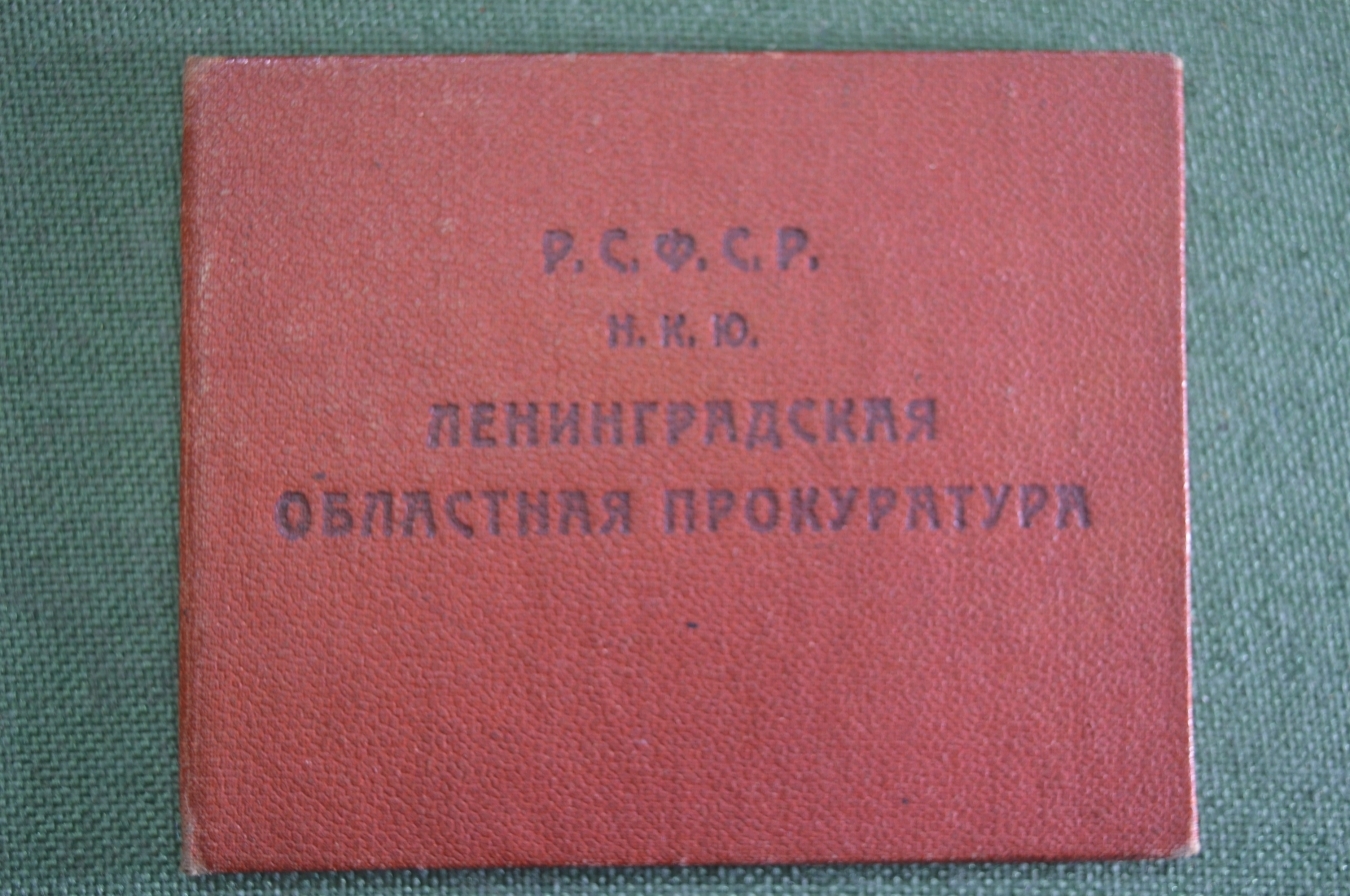 Р. С. Ф. С. Р.
Н. К. Ю.
ЛЕНИНГРАДСКАЯ
ОБЛАСТНАЯ ПРОКУРАТУРА